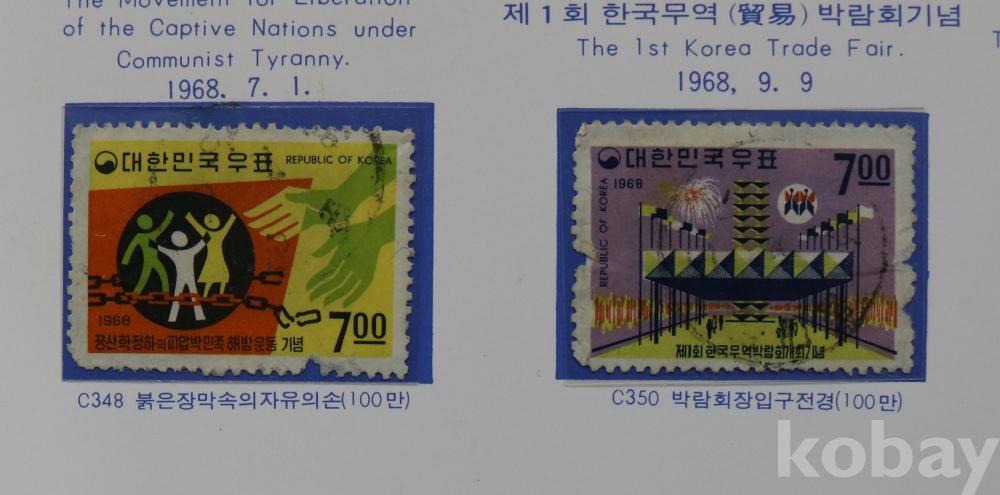 The Movement for Liberation
of the Captive Nations under
Communist Tyranny.
1968. 7. 1.
대한민국우표 REPUBLIC OF KOREA
1968
7.00
공산학정하의피압박민족해방운동 기념
C348 붉은장막속의자유의손(100만)
제 1 회 한국무역 (貿易) 박람회기념
The 1st Korea Trade Fair.
1968, 9. 9
대한민국우표 7.00
1968
REPUBLIC OF KOREA
제1회 한국무역박람회개최기념
C350 박람회장입구전경(100만)
T
kobay